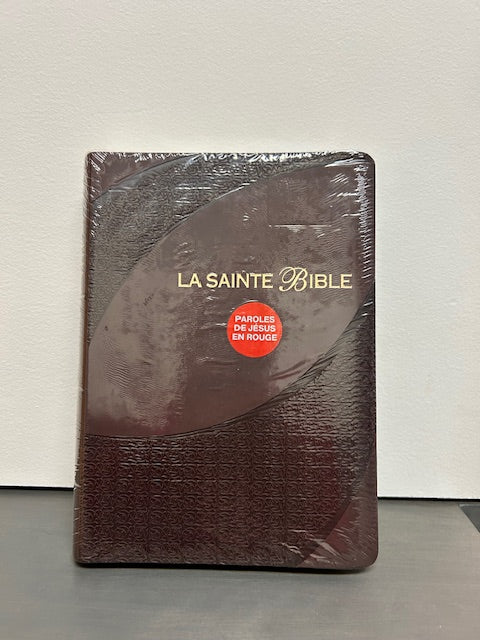 LA SAINTE BIBLE
PAROLES
DE JÉSUS
EN ROUGE